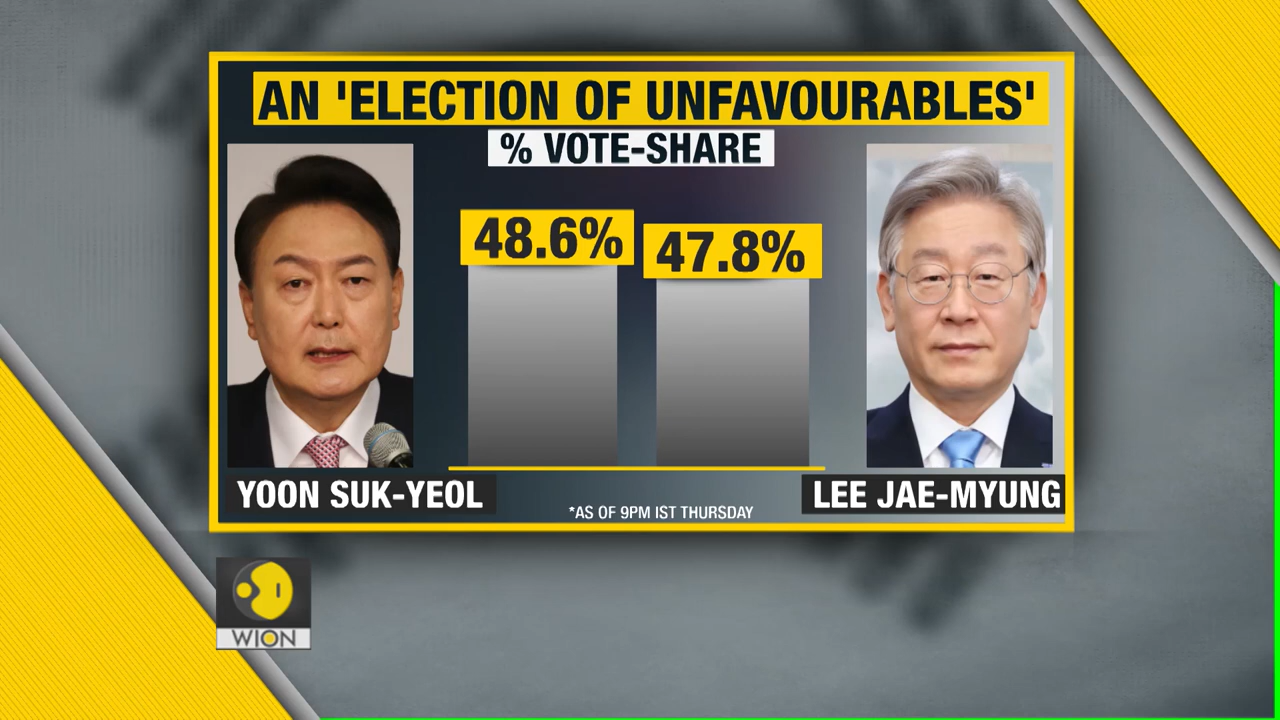 AN 'ELECTION OF UNFAVOURABLES'
% VOTE-SHARE
48.6%
47.8%
YOON SUK-YEOL
LEE JAE-MYUNG
*AS OF 9PM IST THURSDAY
WION